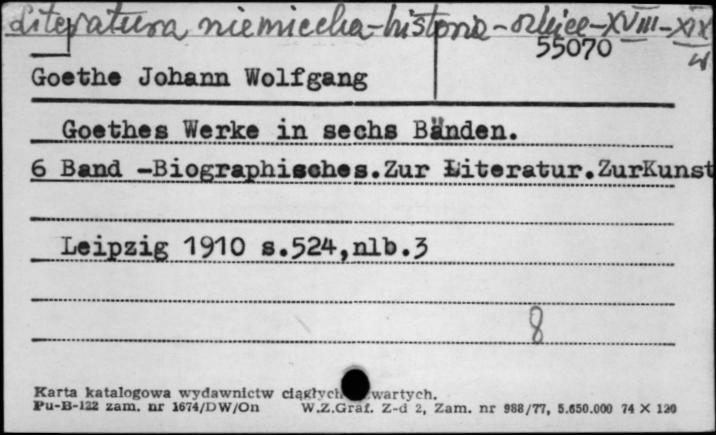 Literatura niemiecka-historia-szkice-XVIII-XIX
w
55070
Goethe Johann Wolfgang
Goethes Werke in sechs Bänden.
6 Band -Biographisches.Zur Literatur.ZurKunst
Leipzig 1910 s.524,nlb.3
8
Karta katalogowa wydawnictw ciągłych wartych.
Pu-B-122 zam. nr 1674/DW/On W.Z.Graf. Z-d 2, Zam. nr 988/77, 5.650.000 74 X 120